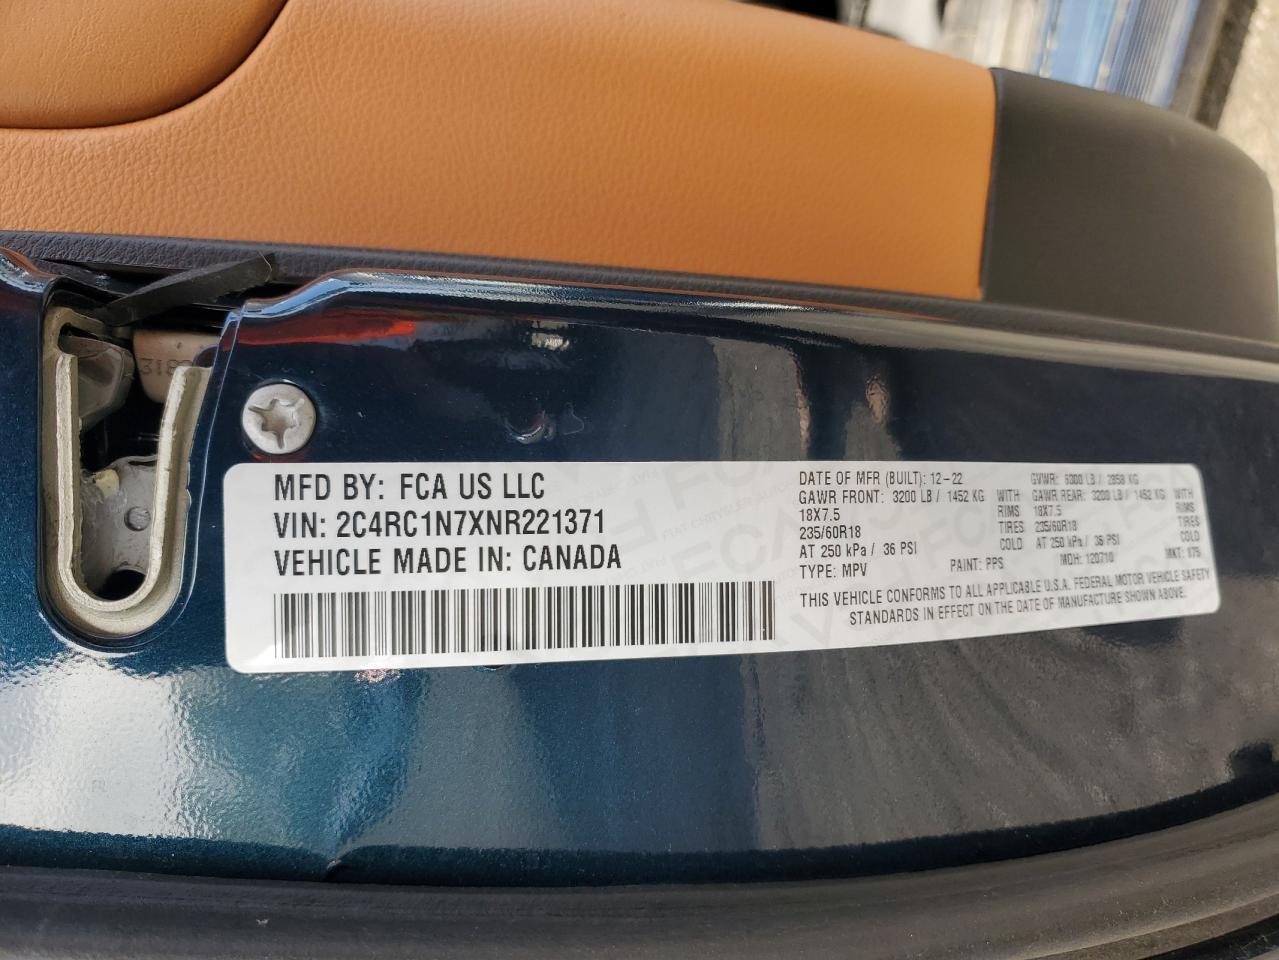 MFD BY: FCA US LLC
VIN: 2C4RC1N7XNR221371
VEHICLE MADE IN: CANADA
DATE OF MFR (BUILT): 12-22 GVWR: 6300 LB / 2858 KG
GAWR FRONT: 3200 LB / 1452 KG WITH GAWR REAR: 3200 LB / 1452 KG WITH
18X7.5 RIMS 18X7.5 RIMS
235/60R18 TIRES 235/60R18 TIRES
AT 250 kPa / 36 PSI COLD AT 250 kPa / 36 PSI COLD
TYPE: MPV PAINT: PPS MDH: 120710 MKT:
THIS VEHICLE CONFORMS TO ALL APPLICABLE U.S.A. FEDERAL MOTOR VEHICLE SAFETY
STANDARDS IN EFFECT ON THE DATE OF MANUFACTURE SHOWN ABOVE.